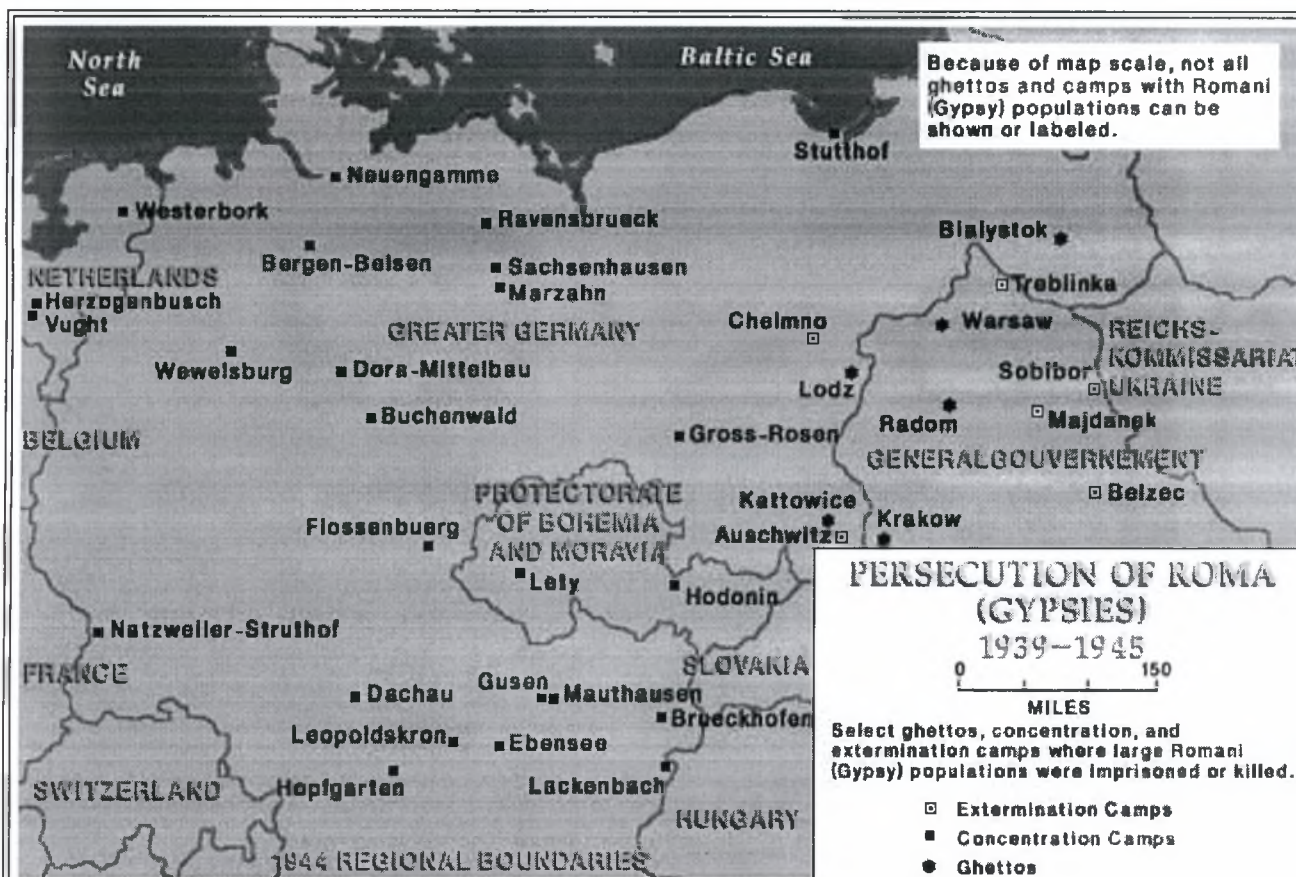 North
Sea
Baltic Sea
Because of map scale, not all
ghettos and camps with Romani
(Gypsy) populations can be
shown or labeled.
Stutthof
Neuengamme
Westerbork
Ravensbrueck
Bialystok
Bergen-Belsen
Sachsenhausen
NETHERLANDS
Treblinka
Marzahn
Herzogenbusch
Vught
GREATER GERMANY
Chelmno
Warsaw
REICHS-
KOMMISSARIAT
UKRAINE
Sobibor
Wewelsburg
Dora-Mittelbau
Lodz
Buchenwald
Radom
Majdanek
BELGIUM
Gross-Rosen
GENERALGOUVERNEMENT
PROTECTORATE
OF BOHEMIA
AND MORAVIA
Kattowice
Belzec
Flossenbuerg
Auschwitz
Krakow
Lety
Hodonin
PERSECUTION OF ROMA
(GYPSIES)
1939–1945
0 150
MILES
Select ghettos, concentration, and
extermination camps where large Romani
(Gypsy) populations were imprisoned or killed.
Extermination Camps
Concentration Camps
Ghettos
Natzweiler-Struthof
FRANCE
SLOVAKIA
Dachau
Gusen
Mauthausen
Brueckhofen
Leopoldskron
Ebensee
SWITZERLAND
Hopfgarten
Lackenbach
HUNGARY
1944 REGIONAL BOUNDARIES